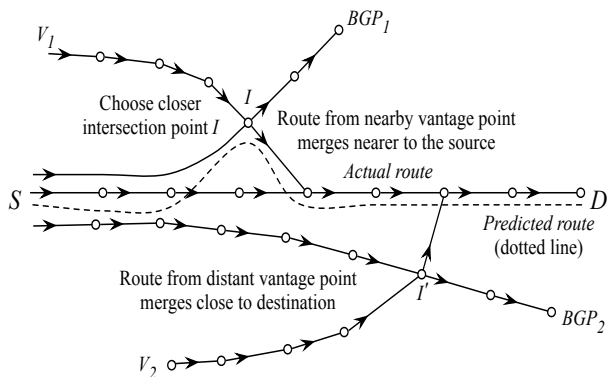 BGP1
V1
I
Choose closer
intersection point I
Route from nearby vantage point
merges nearer to the source
Actual route
S
D
Predicted route
(dotted line)
Route from distant vantage point
merges close to destination
I'
BGP2
V2